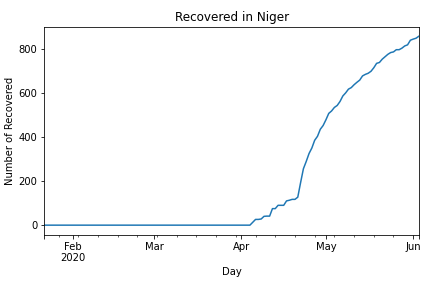 Recovered in Niger
Number of Recovered
800
600
400
200
0
Feb
2020
Mar
Apr
May
Jun
Day